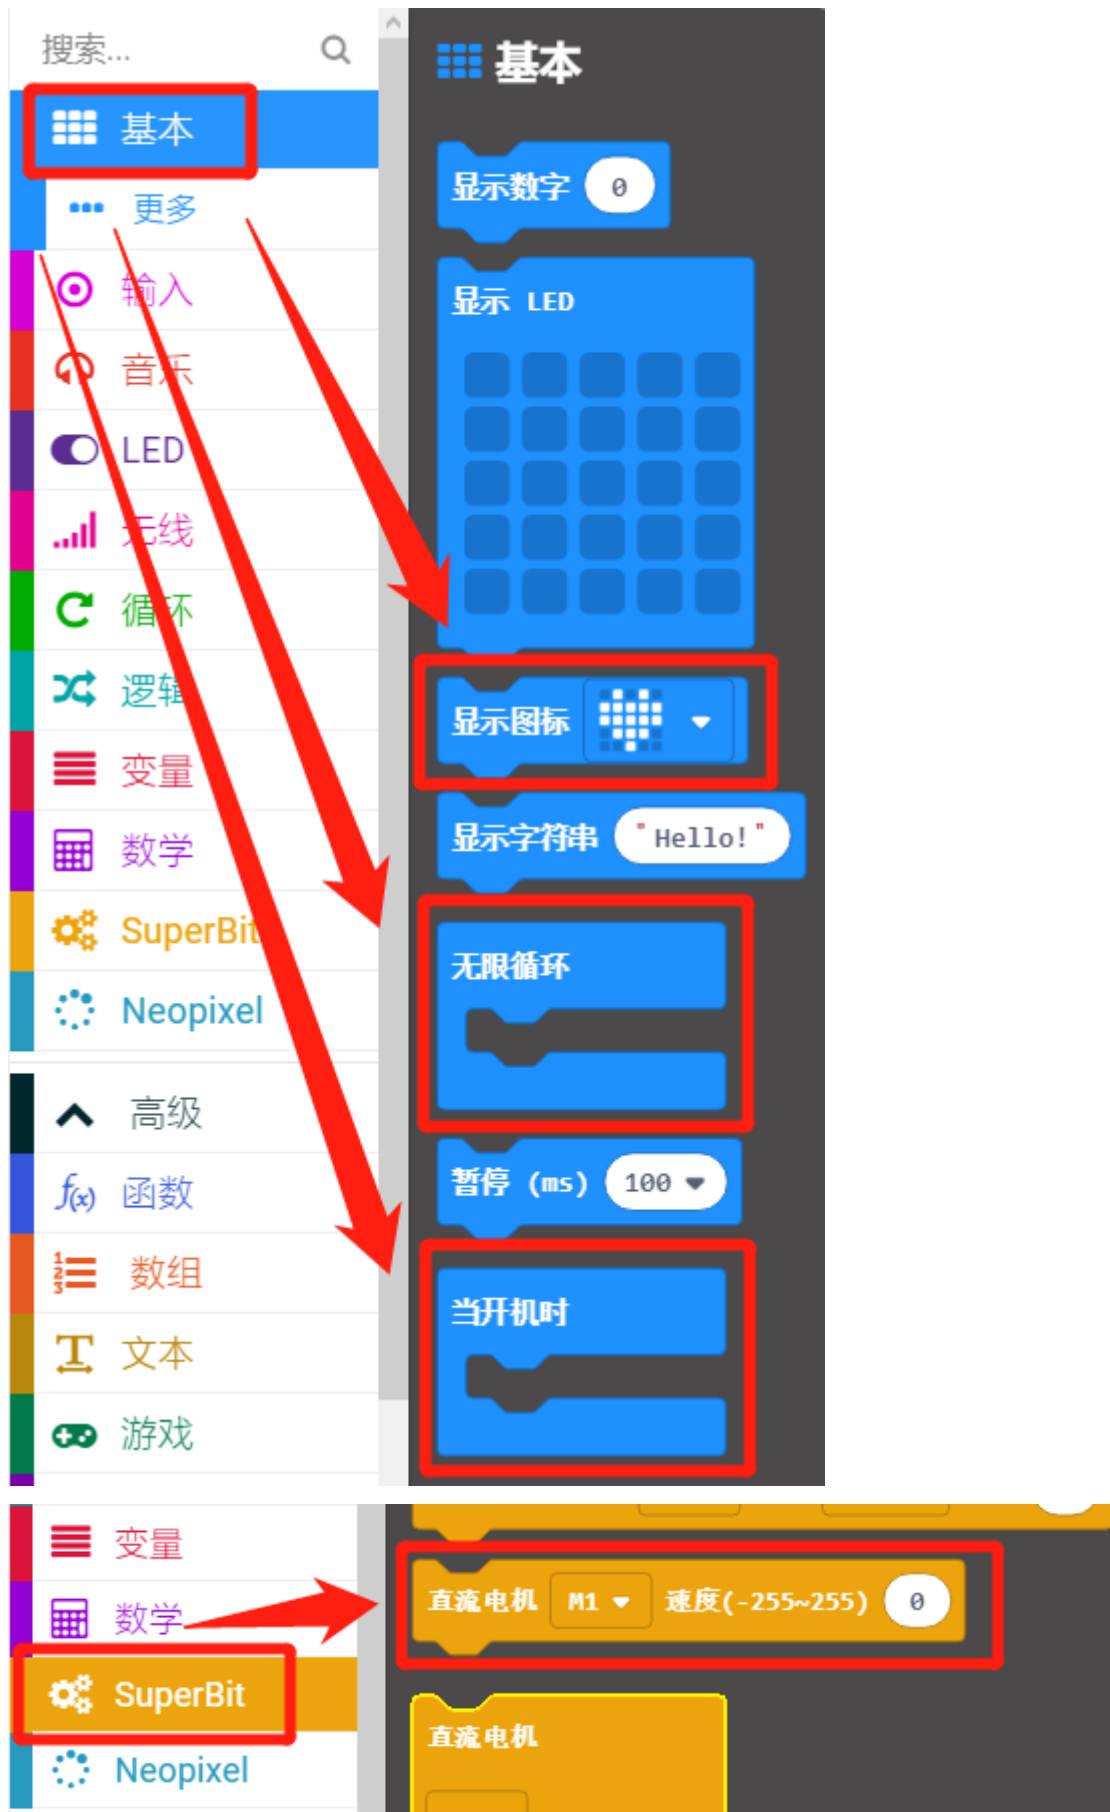 搜索...
基本
更多
输入
音乐
LED
无线
循环
逻辑
变量
数学
SuperBit
Neopixel
高级
f(x) 函数
数组
文本
游戏
基本
显示数字 0
显示 LED
显示图标
显示字符串 "Hello!"
无限循环
暂停 (ms) 100
当开机时
变量
数学
SuperBit
Neopixel
直流电机 M1 速度(-255~255) 0
直流电机